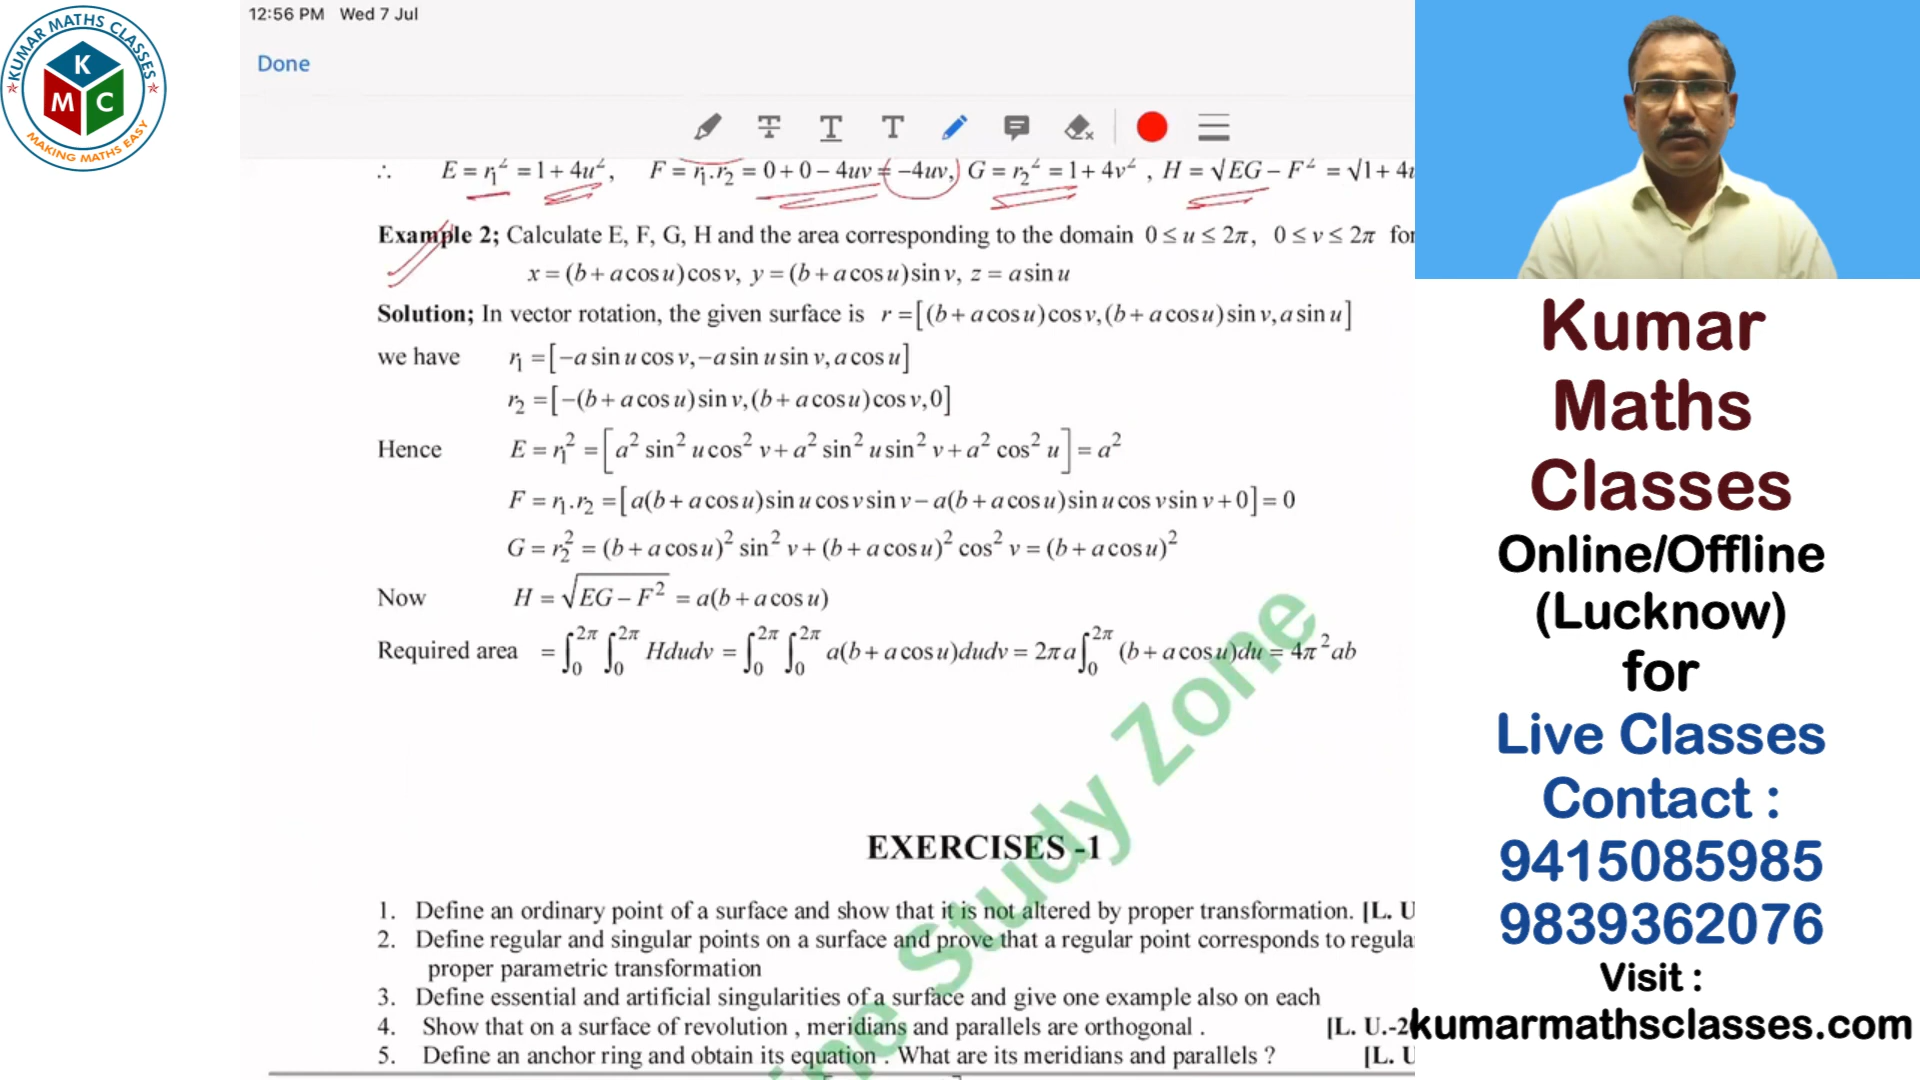 12:56 PM Wed 7 Jul
KUMAR MATHS CLASSES
K
M C
MAKING MATHS EASY
Done
∴ E = r₁² = 1 + 4u², F = r₁.r₂ = 0 + 0 − 4uv = −4uv, G = r₂² = 1 + 4v², H = √EG − F² = √1 + 4
Example 2; Calculate E, F, G, H and the area corresponding to the domain 0 ≤ u ≤ 2π, 0 ≤ v ≤ 2π for
x = (b + a cos u) cos v, y = (b + a cos u) sin v, z = a sin u
Solution; In vector rotation, the given surface is r = [(b + a cos u) cos v, (b + a cos u) sin v, a sin u]
we have r₁ = [−a sin u cos v, −a sin u sin v, a cos u]
r₂ = [−(b + a cos u) sin v, (b + a cos u) cos v, 0]
Hence E = r₁² = [a² sin² u cos² v + a² sin² u sin² v + a² cos² u] = a²
F = r₁.r₂ = [a(b + a cos u) sin u cos v sin v − a(b + a cos u) sin u cos v sin v + 0] = 0
G = r₂² = (b + a cos u)² sin² v + (b + a cos u)² cos² v = (b + a cos u)²
Now H = √EG − F² = a(b + a cos u)
Required area = ∫₀^2π ∫₀^2π Hdudv = ∫₀^2π ∫₀^2π a(b + a cos u)dudv = 2πa∫₀^2π (b + a cos u)du = 4π²ab
EXERCISES -1
1. Define an ordinary point of a surface and show that it is not altered by proper transformation. [L. U
2. Define regular and singular points on a surface and prove that a regular point corresponds to regula
proper parametric transformation
3. Define essential and artificial singularities of a surface and give one example also on each
4. Show that on a surface of revolution , meridians and parallels are orthogonal . [L. U.-2
5. Define an anchor ring and obtain its equation . What are its meridians and parallels ? [L. U
ne Study Zone
Kumar
Maths
Classes
Online/Offline
(Lucknow)
for
Live Classes
Contact :
9415085985
9839362076
Visit :
kumarmathsclasses.com